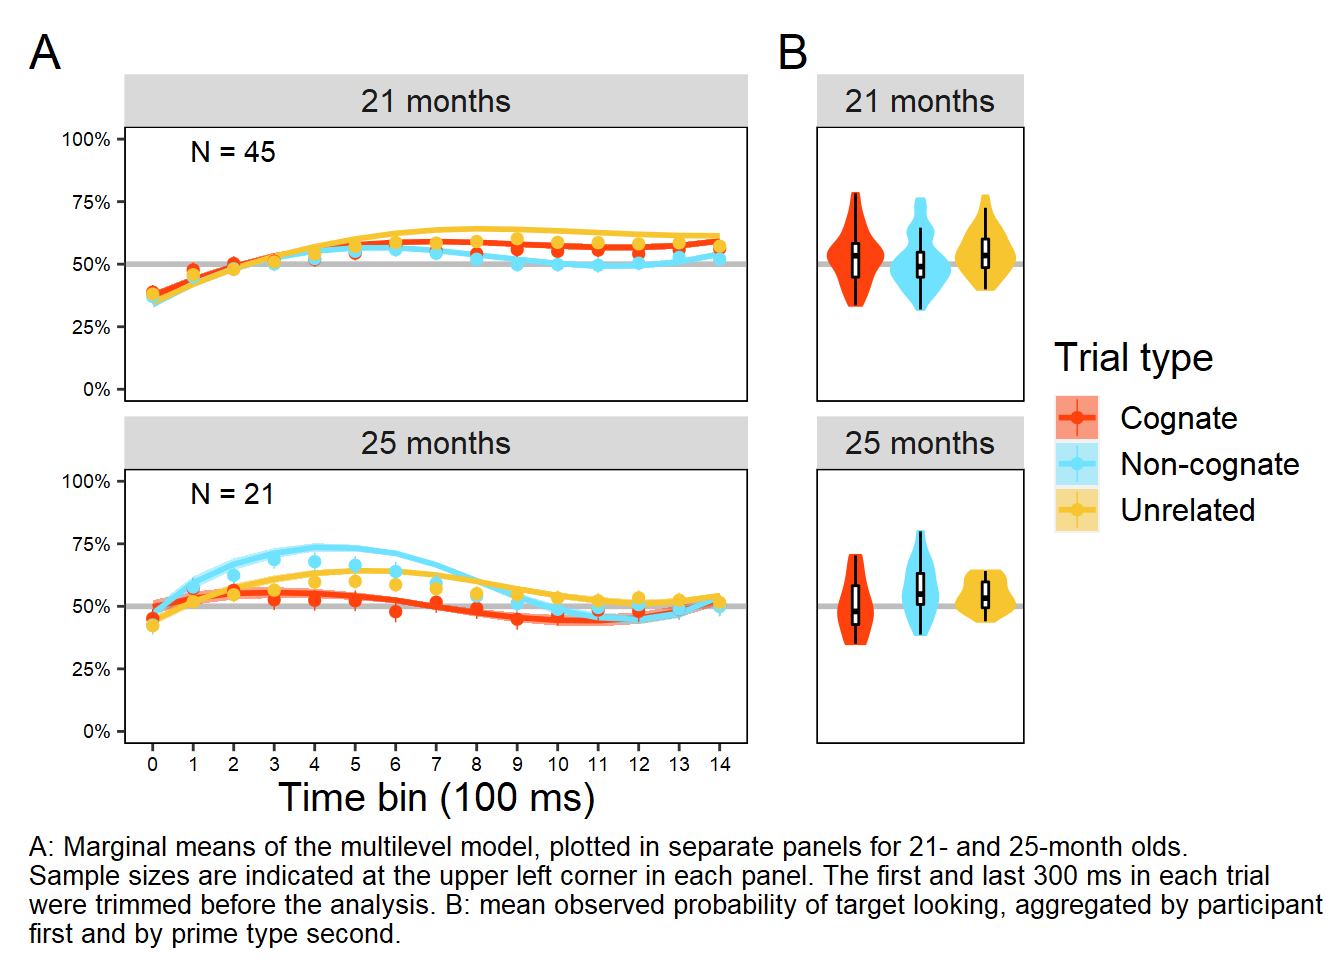 A
B
21 months
21 months
100%
75%
50%
25%
0%
N = 45
25 months
25 months
100%
75%
50%
25%
0%
N = 21
0 1 2 3 4 5 6 7 8 9 10 11 12 13 14
Time bin (100 ms)
Trial type
Cognate
Non-cognate
Unrelated
A: Marginal means of the multilevel model, plotted in separate panels for 21- and 25-month olds.
Sample sizes are indicated at the upper left corner in each panel. The first and last 300 ms in each trial
were trimmed before the analysis. B: mean observed probability of target looking, aggregated by participant
first and by prime type second.